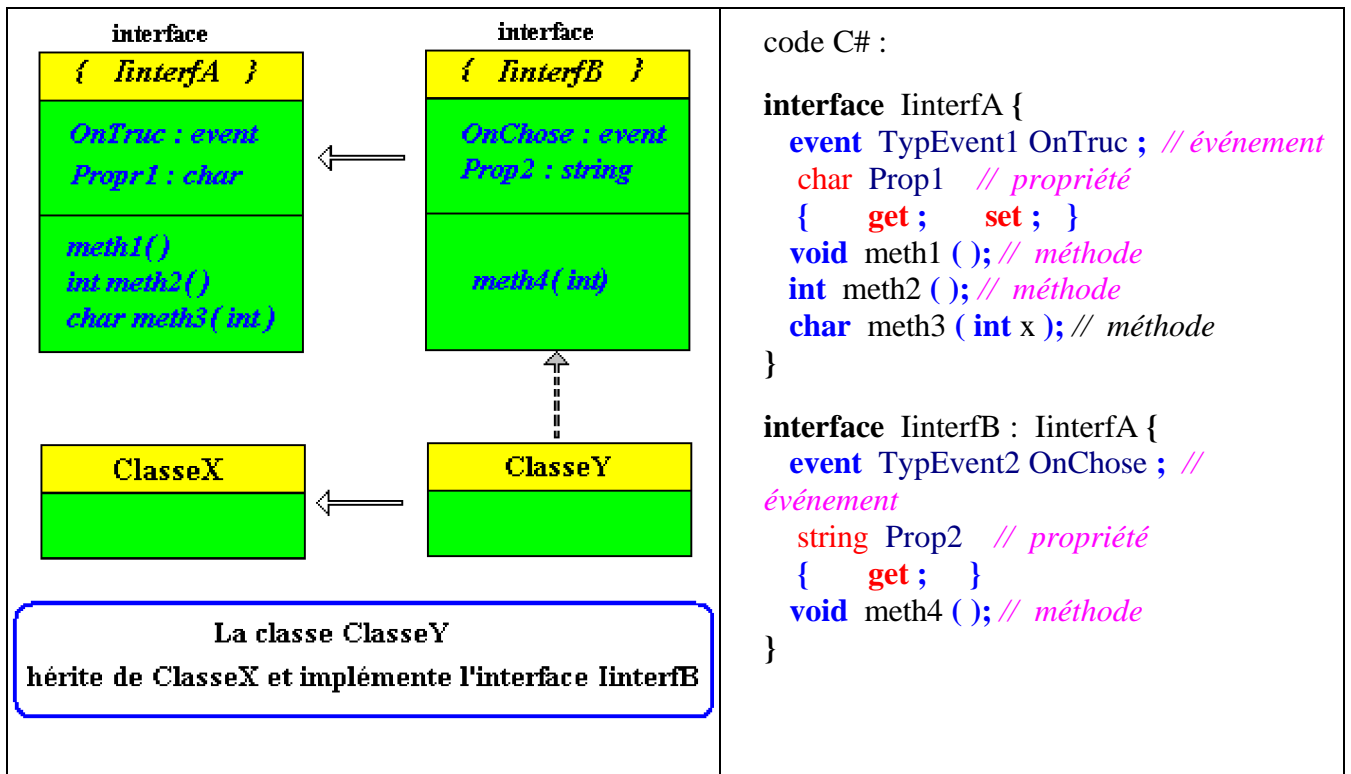 interface
{ IinterfA }
OnTruc : event
Propr1 : char
meth1()
int meth2()
char meth3( int )
interface
{ IinterfB }
OnChose : event
Prop2 : string
meth4( int)
ClasseX
ClasseY
La classe ClasseY
hérite de ClasseX et implémente l'interface IinterfB
code C# :
interface IinterfA {
event TypEvent1 OnTruc ; // événement
char Prop1 // propriété
{ get ; set ; }
void meth1 ( ); // méthode
int meth2 ( ); // méthode
char meth3 ( int x ); // méthode
}
interface IinterfB : IinterfA {
event TypEvent2 OnChose ; //
événement
string Prop2 // propriété
{ get ; }
void meth4 ( ); // méthode
}